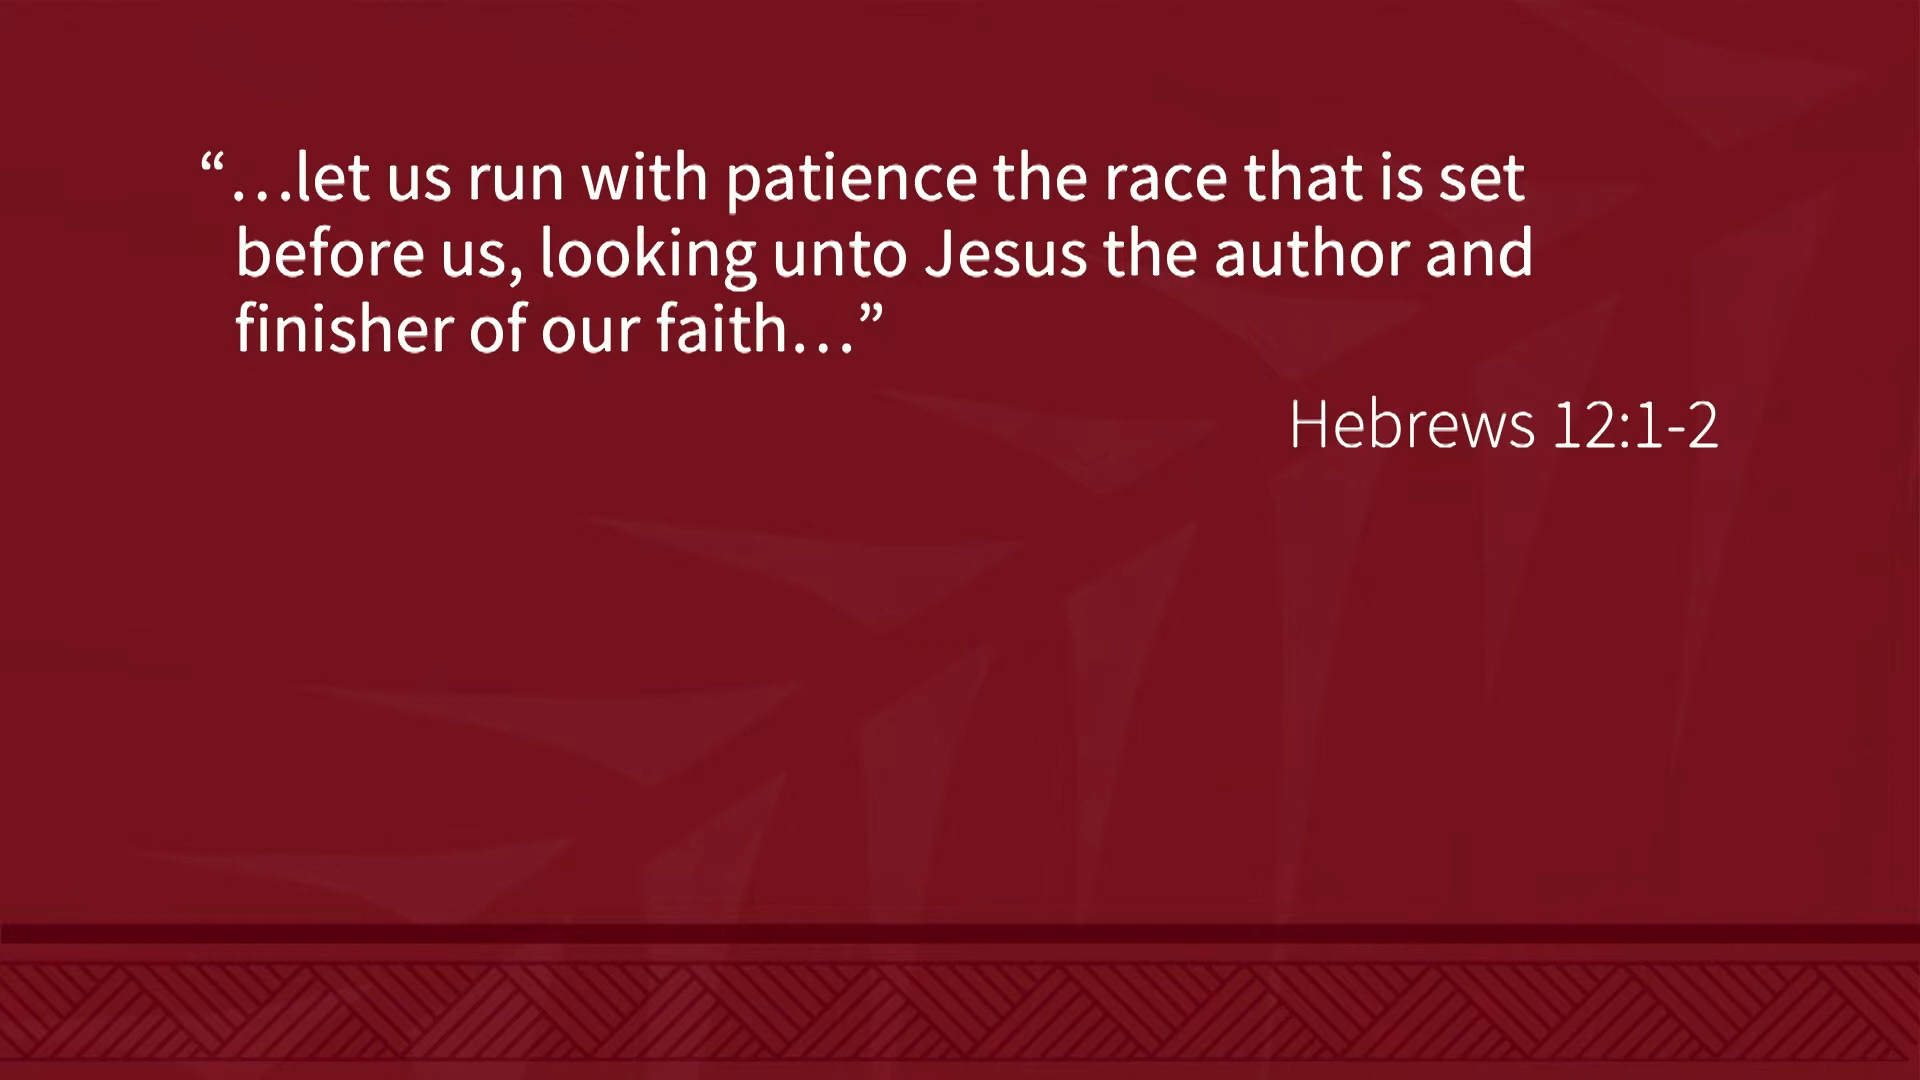 “…let us run with patience the race that is set
before us, looking unto Jesus the author and
finisher of our faith…”
Hebrews 12:1-2